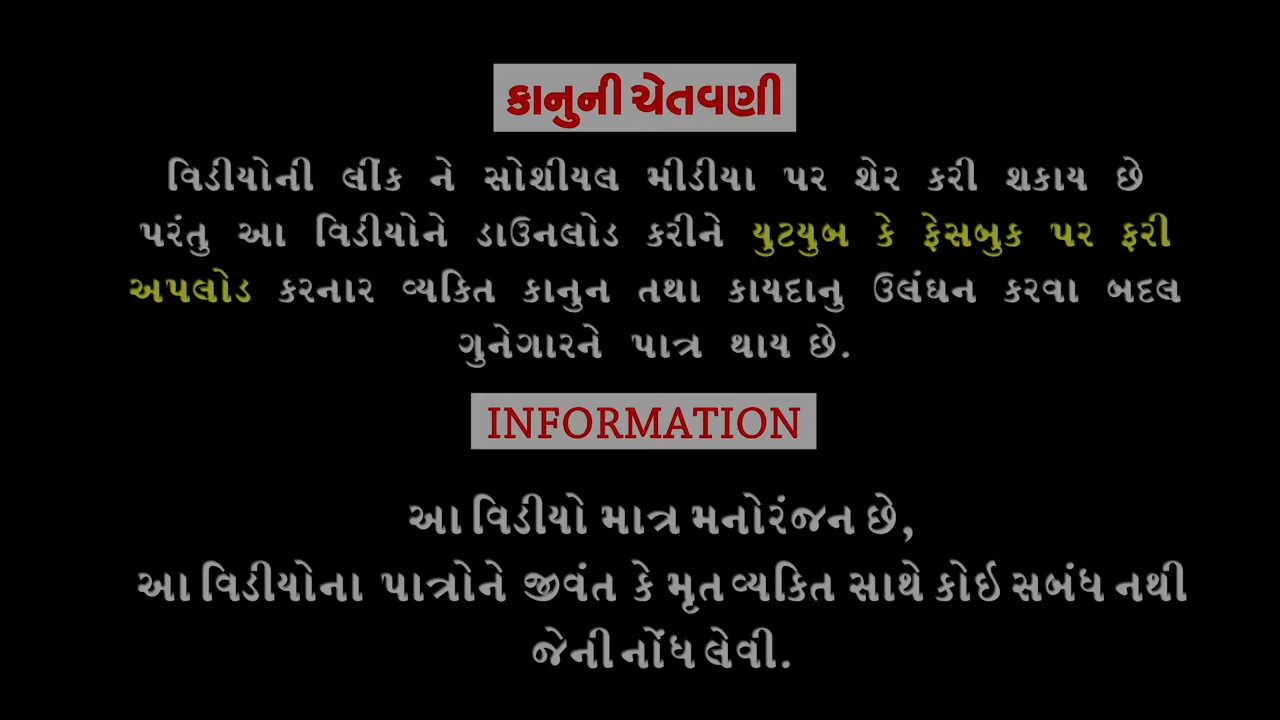 કાનુની ચેતવણી
વિડીયોની લીંક ને સોશીયલ મીડીયા પર શેર કરી શકાય છે
પરંતુ આ વિડીયોને ડાઉનલોડ કરીને યુટયુબ કે ફેસબુક પર ફરી
અપલોડ કરનાર વ્યકિત કાનુન તથા કાયદાનુ ઉલંઘન કરવા બદલ
ગુનેગારને પાત્ર થાય છે.
INFORMATION
આ વિડીયો માત્ર મનોરંજન છે,
આ વિડીયોના પાત્રોને જીવંત કે મૃત વ્યકિત સાથે કોઇ સબંધ નથી
જેની નોંધ લેવી.